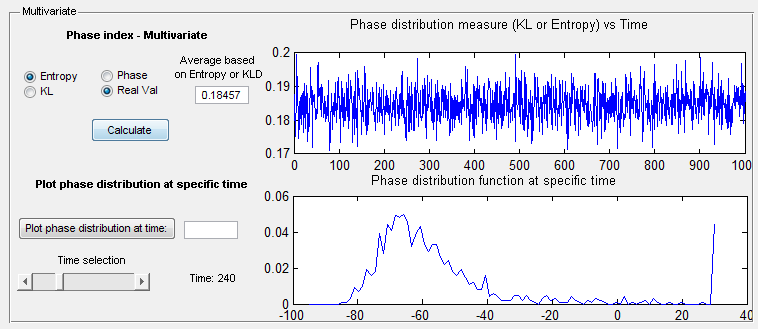 Multivariate
Phase index - Multivariate
Entropy
KL
Phase
Real Val
Average based
on Entropy or KLD
0.18457
Calculate
Plot phase distribution at specific time
Plot phase distribution at time:
Time selection
Time: 240
Phase distribution measure (KL or Entropy) vs Time
0.2
0.19
0.18
0.17
0 100 200 300 400 500 600 700 800 900 1000
Phase distribution function at specific time
0.06
0.04
0.02
0
-100 -80 -60 -40 -20 0 20 40